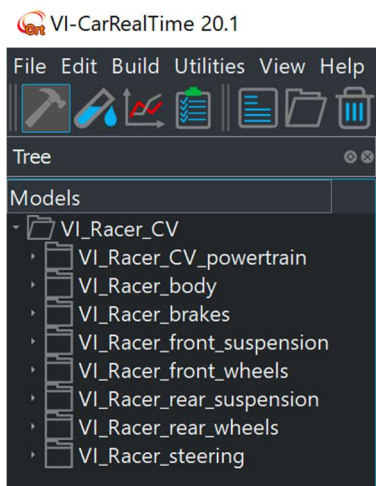 Crt VI-CarRealTime 20.1
File Edit Build Utilities View Help
Tree
Models
VI_Racer_CV
VI_Racer_CV_powertrain
VI_Racer_body
VI_Racer_brakes
VI_Racer_front_suspension
VI_Racer_front_wheels
VI_Racer_rear_suspension
VI_Racer_rear_wheels
VI_Racer_steering